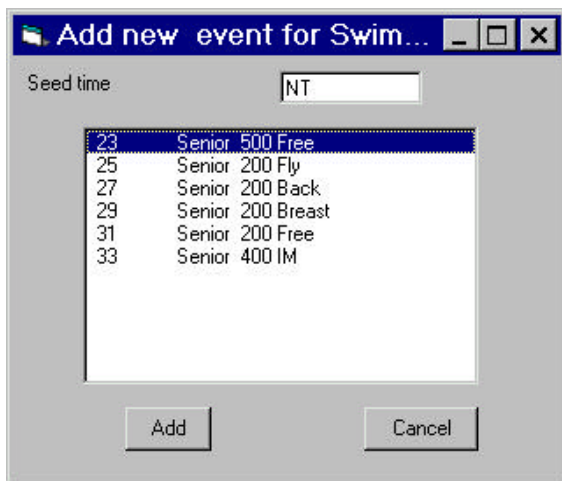 Add new event for Swim...
Seed time NT
23 Senior 500 Free
25 Senior 200 Fly
27 Senior 200 Back
29 Senior 200 Breast
31 Senior 200 Free
33 Senior 400 IM
Add Cancel